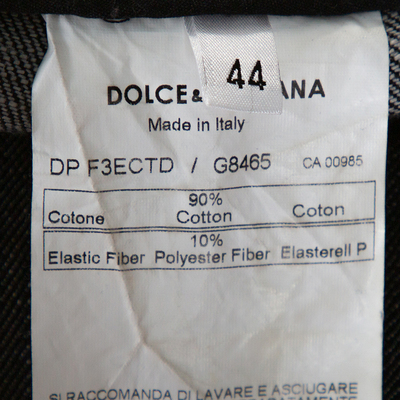 44
DOLCE& ANA
Made in Italy
DP F3ECTD / G8465 CA 00985
90%
Cotone Cotton Coton
10%
Elastic Fiber Polyester Fiber Elasterell P
SI RACCOMANDA DI LAVARE E ASCIUGARE